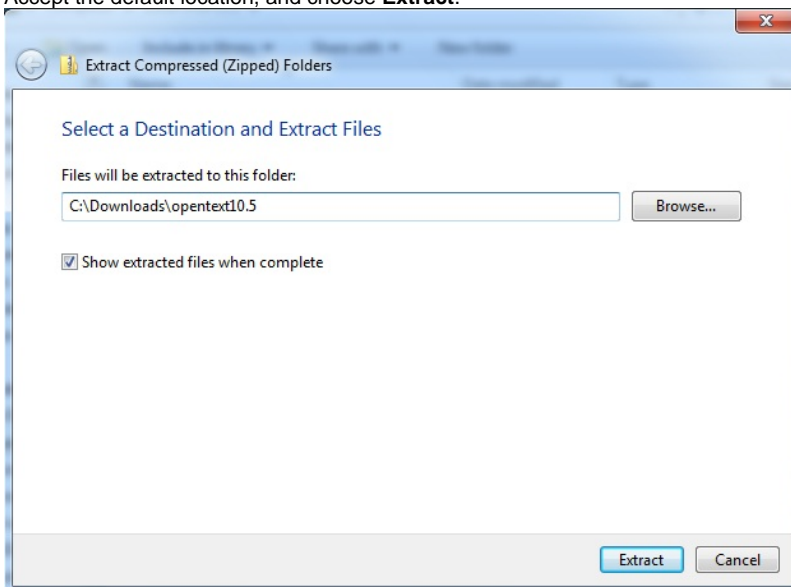 Accept the default location, and choose Extract.
Extract Compressed (Zipped) Folders
Select a Destination and Extract Files
Files will be extracted to this folder:
C:\Downloads\opentext10.5
Browse...
Show extracted files when complete
Extract Cancel